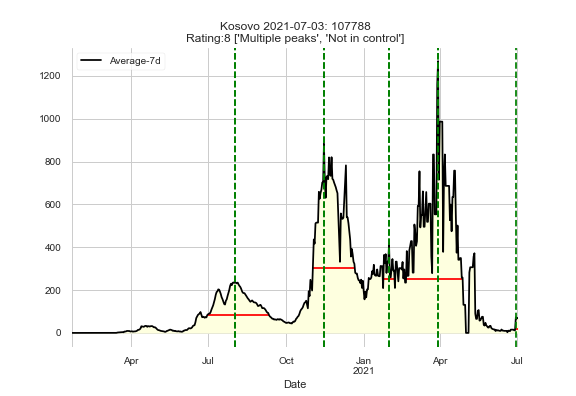 Kosovo 2021-07-03: 107788
Rating:8 ['Multiple peaks', 'Not in control']
Average-7d
1200
1000
800
600
400
200
0
Apr
Jul
Oct
Jan
2021
Apr
Jul
Date